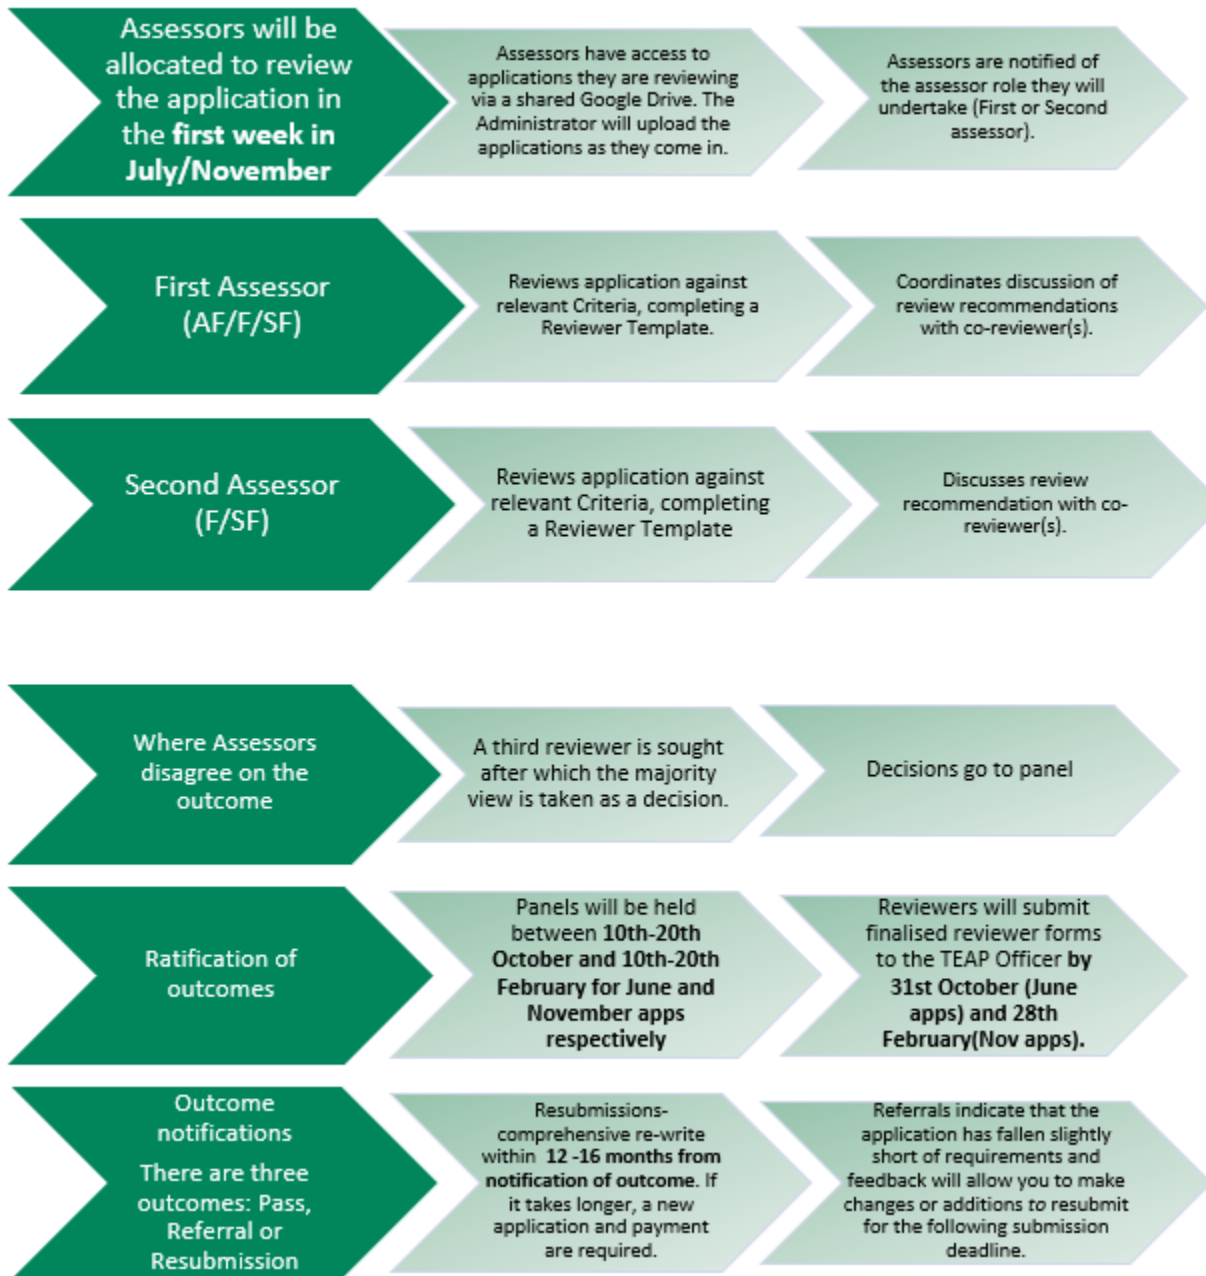 Assessors will be
allocated to review
the application in
the first week in
July/November
Assessors have access to
applications they are reviewing
via a shared Google Drive. The
Administrator will upload the
applications as they come in.
Assessors are notified of
the assessor role they will
undertake (First or Second
assessor).
First Assessor
(AF/F/SF)
Reviews application against
relevant Criteria, completing a
Reviewer Template.
Coordinates discussion of
review recommendations
with co-reviewer(s).
Second Assessor
(F/SF)
Reviews application against
relevant Criteria, completing
a Reviewer Template
Discusses review
recommendation with co-
reviewer(s).
Where Assessors
disagree on the
outcome
A third reviewer is sought
after which the majority
view is taken as a decision.
Decisions go to panel
Ratification of
outcomes
Panels will be held
between 10th-20th
October and 10th-20th
February for June and
November apps
respectively
Reviewers will submit
finalised reviewer forms
to the TEAP Officer by
31st October (June
apps) and 28th
February(Nov apps).
Outcome
notifications
There are three
outcomes: Pass,
Referral or
Resubmission
Resubmissions-
comprehensive re-write
within 12 -16 months from
notification of outcome. If
it takes longer, a new
application and payment
are required.
Referrals indicate that the
application has fallen slightly
short of requirements and
feedback will allow you to make
changes or additions to resubmit
for the following submission
deadline.